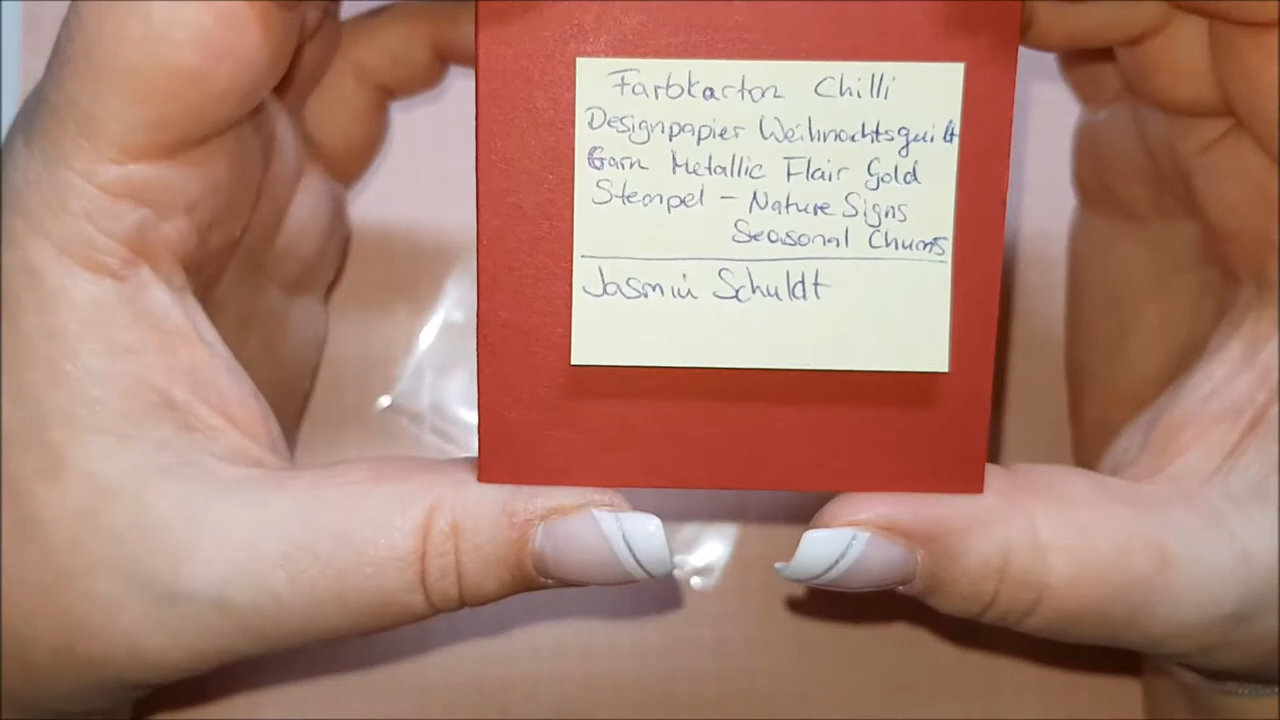 Farbkarton Chilli
Designpapier Weihnachtsquilt
Garn Metallic Flair Gold
Stempel - Nature Signs
Seasonal Chums
Jasmin Schuldt